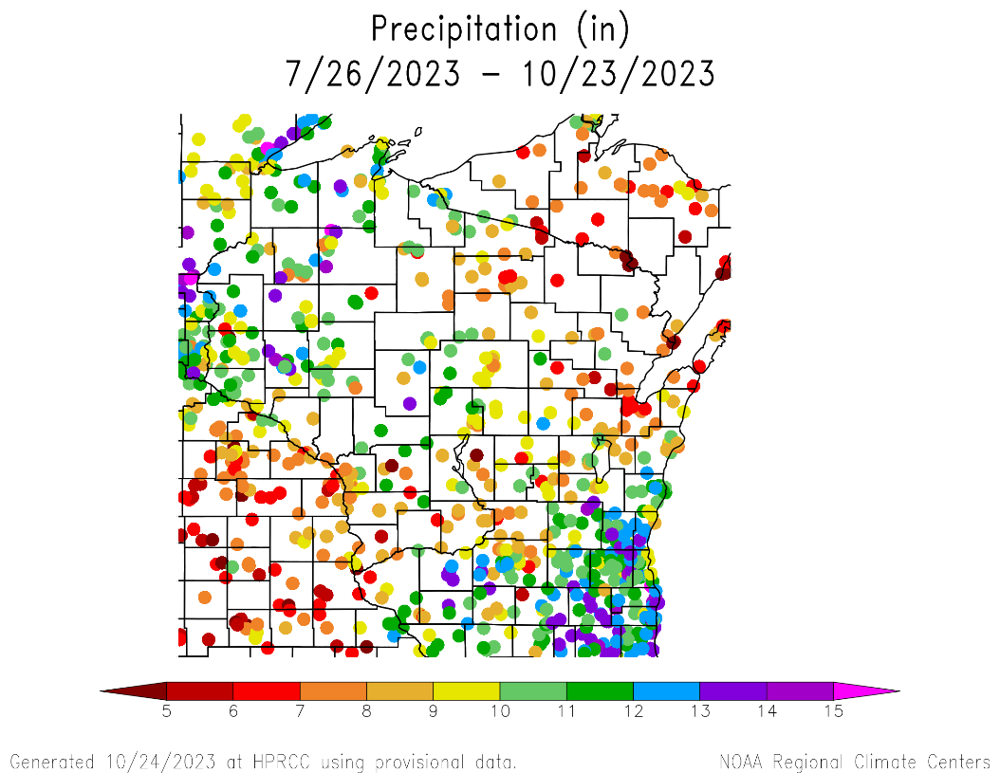 Precipitation (in)
7/26/2023 – 10/23/2023
5 6 7 8 9 10 11 12 13 14 15
Generated 10/24/2023 at HPRCC using provisional data.
NOAA Regional Climate Centers